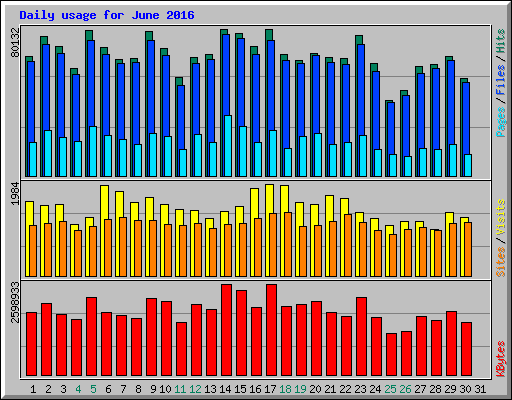 Daily usage for June 2016
80132
Pages / Files / Hits
1984
Sites / Visits
2598933
KBytes
1 2 3 4 5 6 7 8 9 10 11 12 13 14 15 16 17 18 19 20 21 22 23 24 25 26 27 28 29 30 31